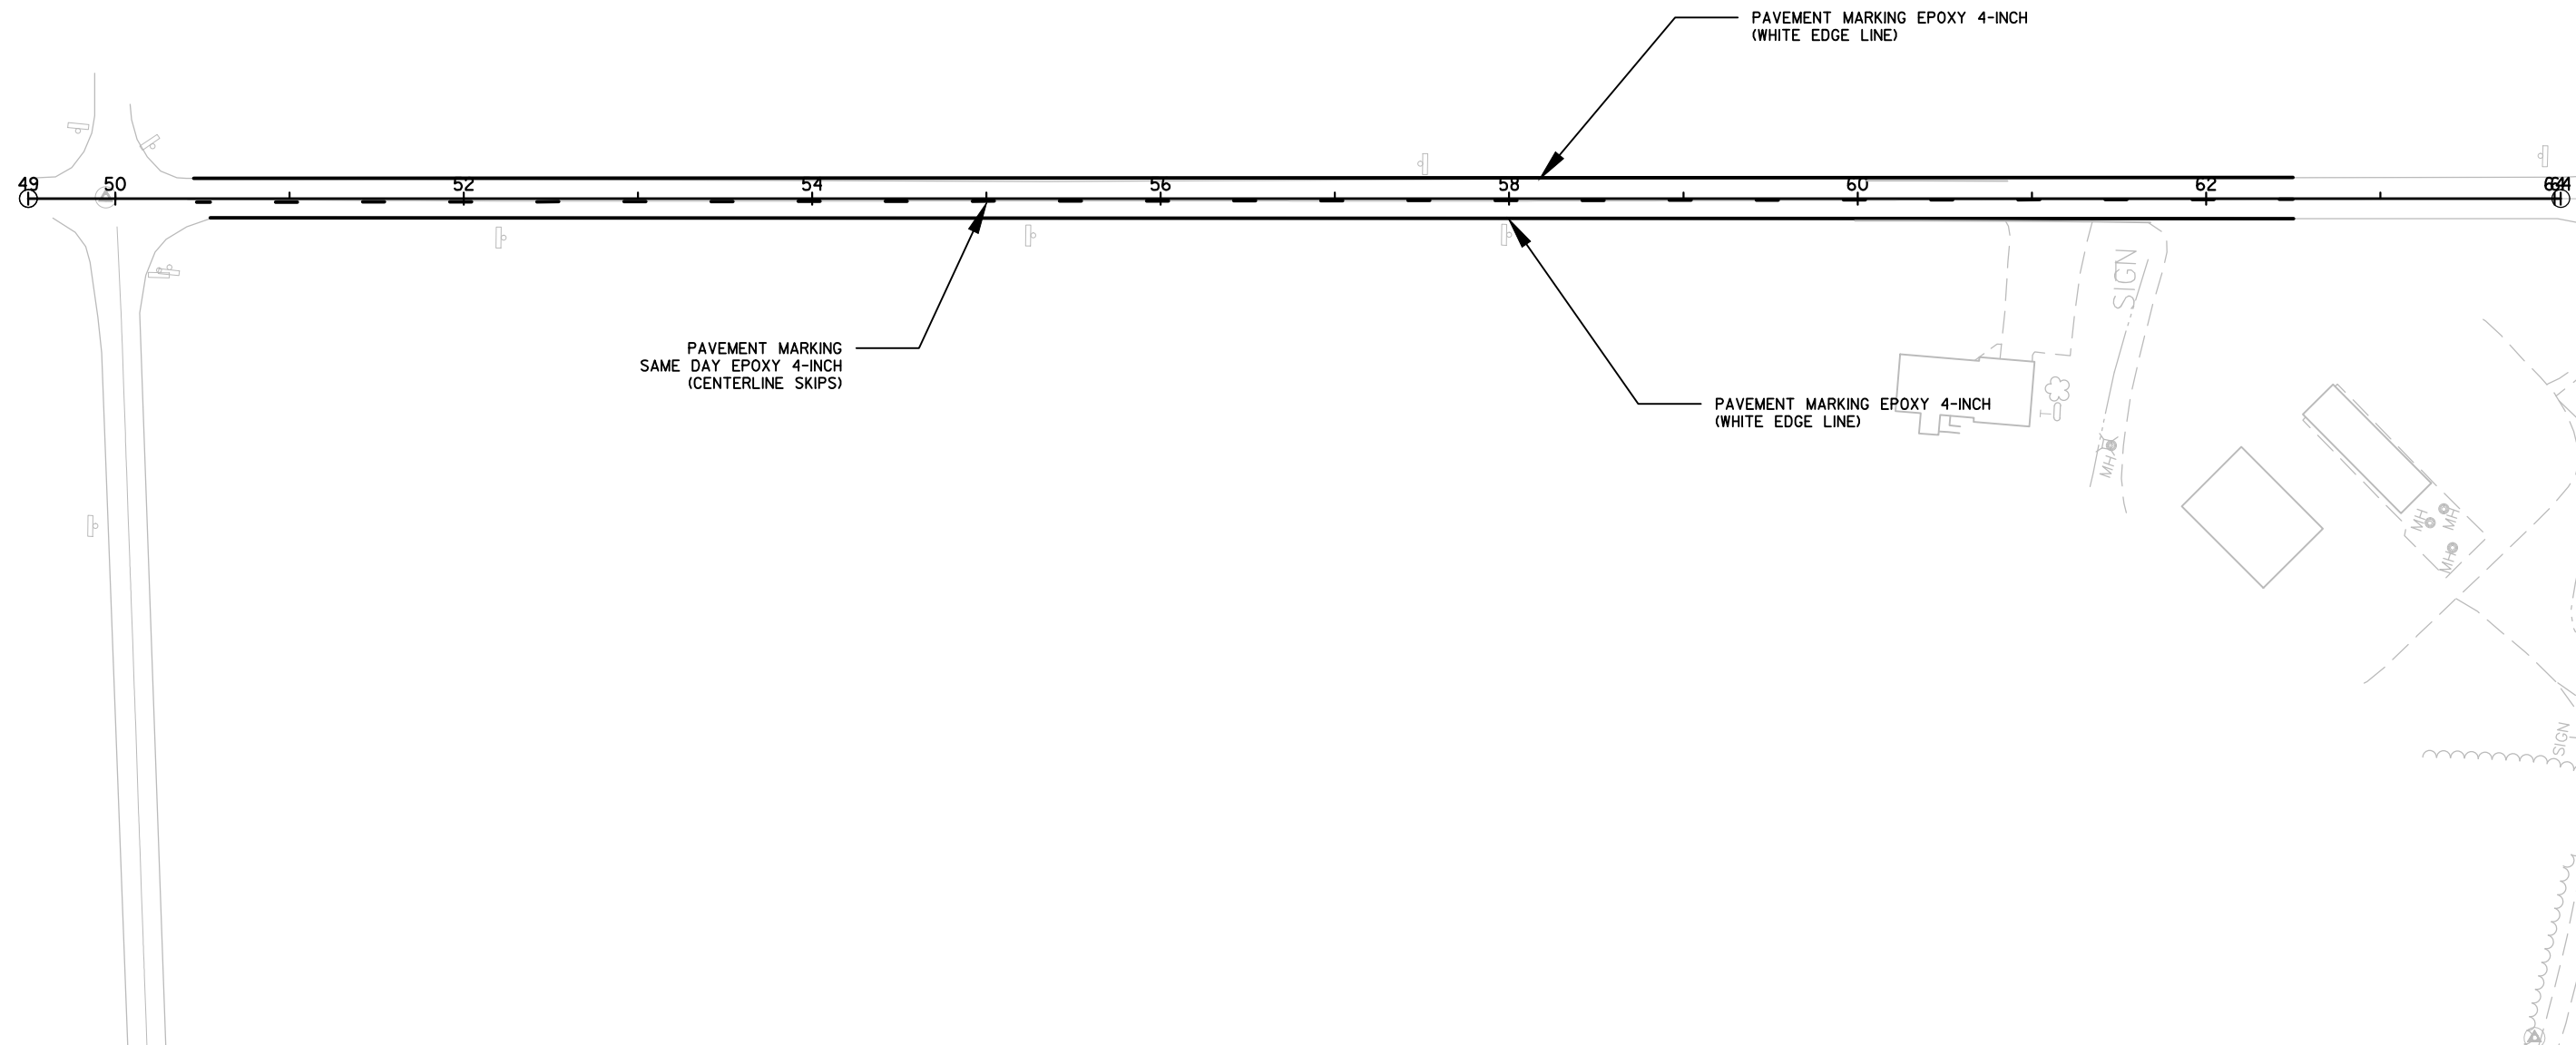 PAVEMENT MARKING EPOXY 4-INCH
(WHITE EDGE LINE)
49
50
52
54
56
58
60
62
64
PAVEMENT MARKING
SAME DAY EPOXY 4-INCH
(CENTERLINE SKIPS)
PAVEMENT MARKING EPOXY 4-INCH
(WHITE EDGE LINE)
SIGN
MH
MH
MH
MH
SIGN